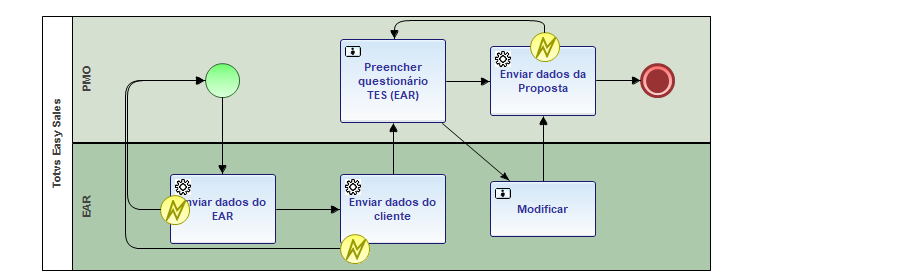 Totvs Easy Sales
PMO
Preencher
questionário
TES (EAR)
Enviar dados da
Proposta
EAR
nviar dados do
EAR
Enviar dados do
cliente
Modificar